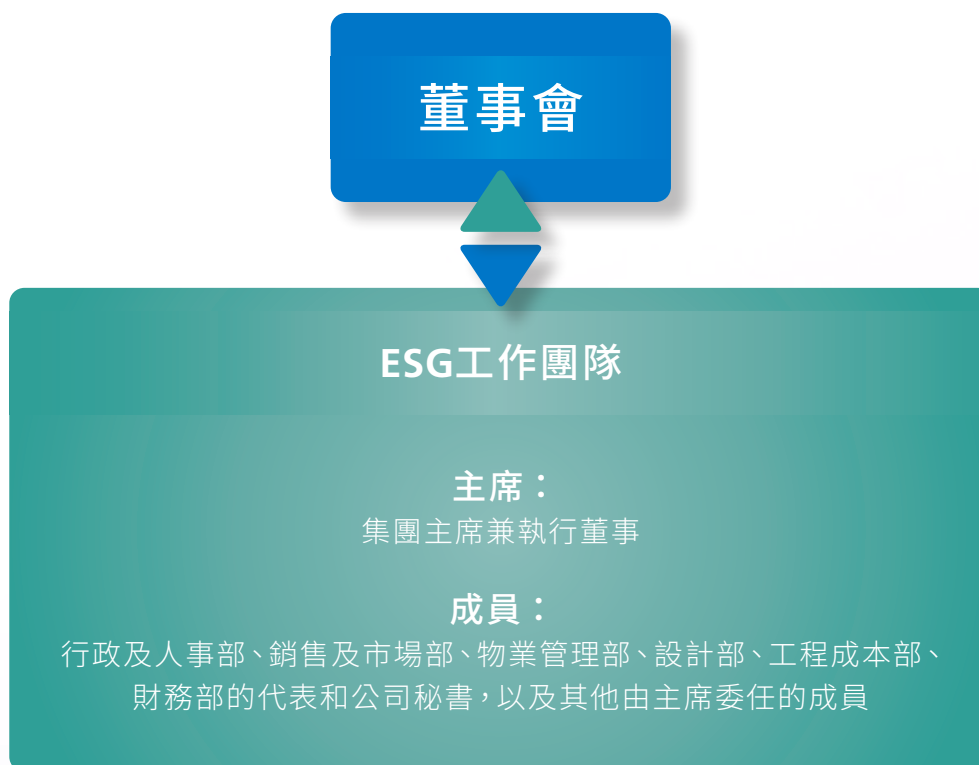 董事會
ESG工作團隊
主席：
集團主席兼執行董事
成員：
行政及人事部、銷售及市場部、物業管理部、設計部、工程成本部、
財務部的代表和公司秘書，以及其他由主席委任的成員